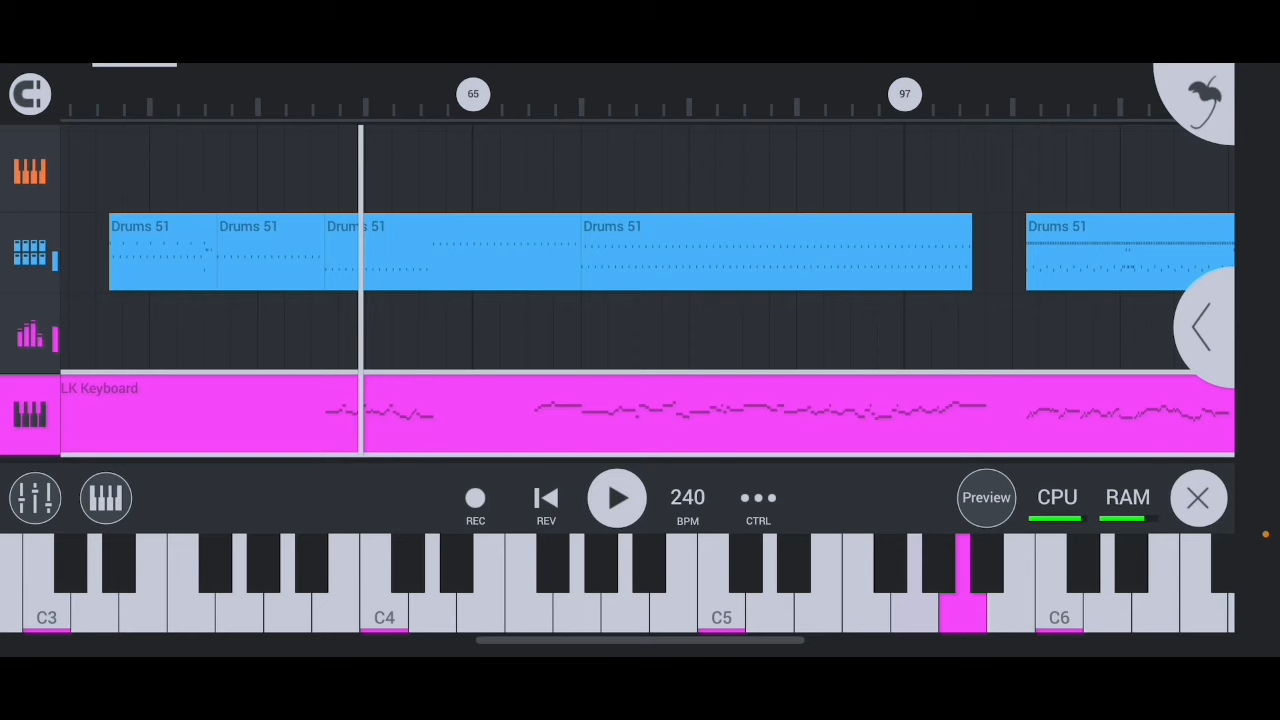 65
97
Drums 51
Drums 51
Drums 51
Drums 51
Drums 51
LK Keyboard
REC
REV
240
BPM
CTRL
Preview
CPU
RAM
C3
C4
C5
C6